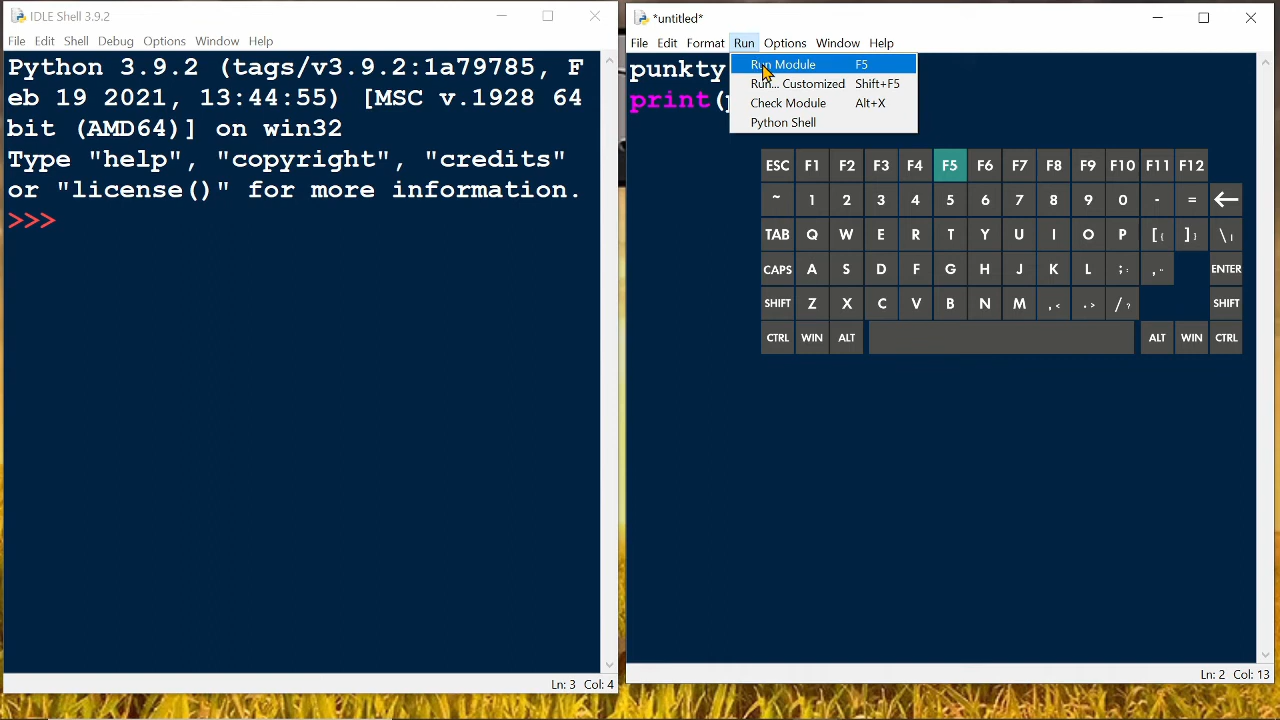 IDLE Shell 3.9.2
File Edit Shell Debug Options Window Help
Python 3.9.2 (tags/v3.9.2:1a79785, F
eb 19 2021, 13:44:55) [MSC v.1928 64
bit (AMD64)] on win32
Type "help", "copyright", "credits"
or "license()" for more information.
>>>
Ln: 3 Col: 4
*untitled*
File Edit Format Run Options Window Help
punkty
print(
Run Module F5
Run... Customized Shift+F5
Check Module Alt+X
Python Shell
ESC F1 F2 F3 F4 F5 F6 F7 F8 F9 F10 F11 F12
~ 1 2 3 4 5 6 7 8 9 0 - = ←
TAB Q W E R T Y U I O P [ { ] } \ |
CAPS A S D F G H J K L ; : , " ENTER
SHIFT Z X C V B N M , < . > / ? SHIFT
CTRL WIN ALT ALT WIN CTRL
Ln: 2 Col: 13